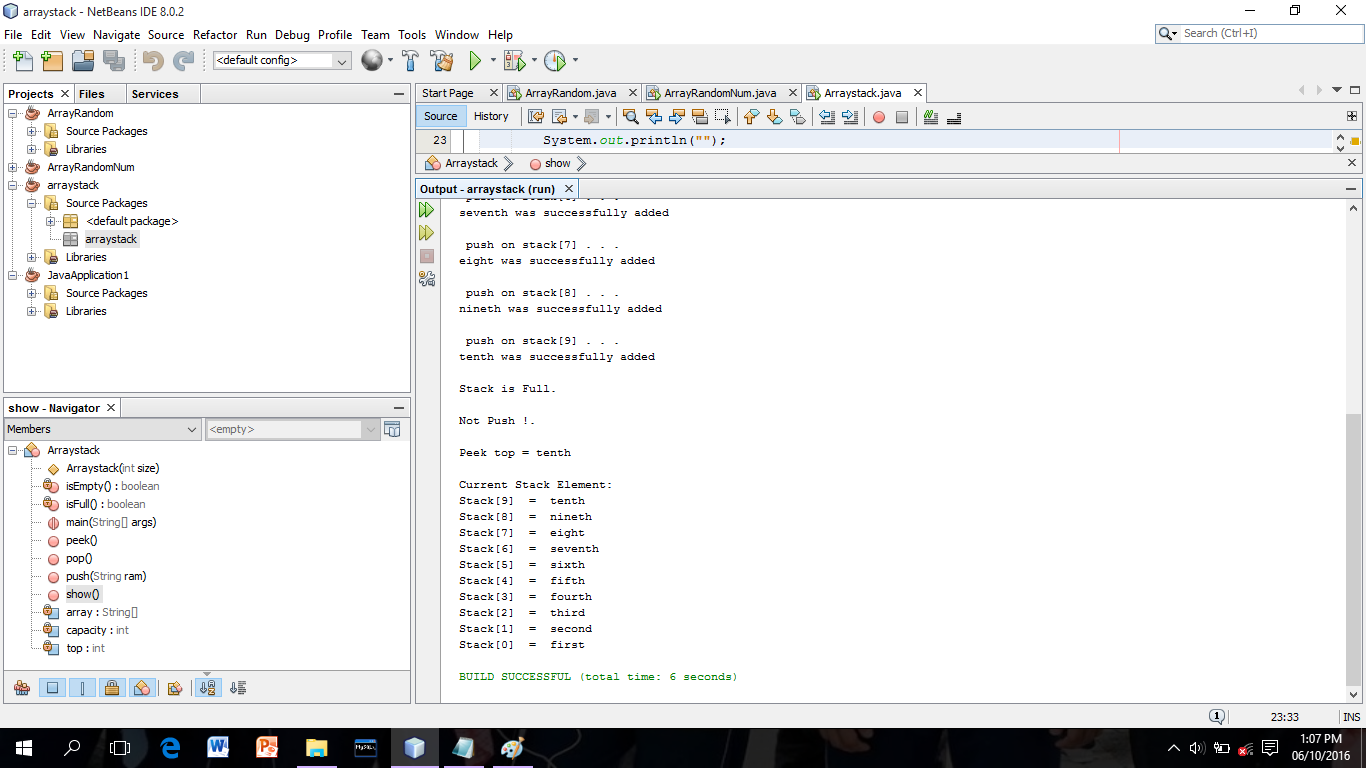 arraystack - NetBeans IDE 8.0.2
File Edit View Navigate Source Refactor Run Debug Profile Team Tools Window Help
Search (Ctrl+I)
<default config>
Projects Files Services
ArrayRandom
Source Packages
Libraries
ArrayRandomNum
arraystack
Source Packages
<default package>
arraystack
Libraries
JavaApplication1
Source Packages
Libraries
show - Navigator
Members
<empty>
Arraystack
Arraystack(int size)
isEmpty() : boolean
isFull() : boolean
main(String[] args)
peek()
pop()
push(String ram)
show()
array : String[]
capacity : int
top : int
Start Page ArrayRandom.java ArrayRandomNum.java Arraystack.java
Source History
23 System.out.println("");
Arraystack show
Output - arraystack (run)
seventh was successfully added
push on stack[7] . . .
eight was successfully added
push on stack[8] . . .
nineth was successfully added
push on stack[9] . . .
tenth was successfully added
Stack is Full.
Not Push !.
Peek top = tenth
Current Stack Element:
Stack[9] = tenth
Stack[8] = nineth
Stack[7] = eight
Stack[6] = seventh
Stack[5] = sixth
Stack[4] = fifth
Stack[3] = fourth
Stack[2] = third
Stack[1] = second
Stack[0] = first
BUILD SUCCESSFUL (total time: 6 seconds)
1
23:33 INS
MySQL
1:07 PM
06/10/2016